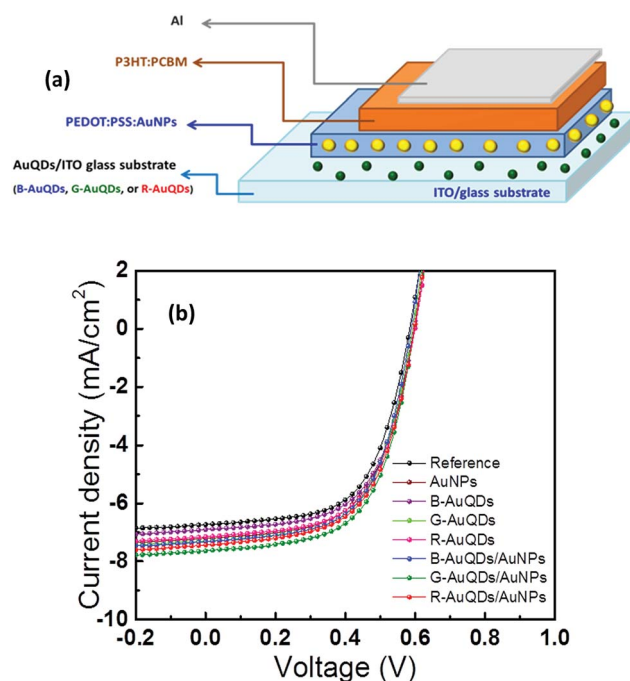 Al
(a)
P3HT:PCBM
PEDOT:PSS:AuNPs
AuQDs/ITO glass substrate
(B-AuQDs, G-AuQDs, or R-AuQDs)
ITO/glass substrate
(b)
Current density (mA/cm²)
2
0
-2
-4
-6
-8
-10
Reference
AuNPs
B-AuQDs
G-AuQDs
R-AuQDs
B-AuQDs/AuNPs
G-AuQDs/AuNPs
R-AuQDs/AuNPs
-0.2 0.0 0.2 0.4 0.6 0.8 1.0
Voltage (V)